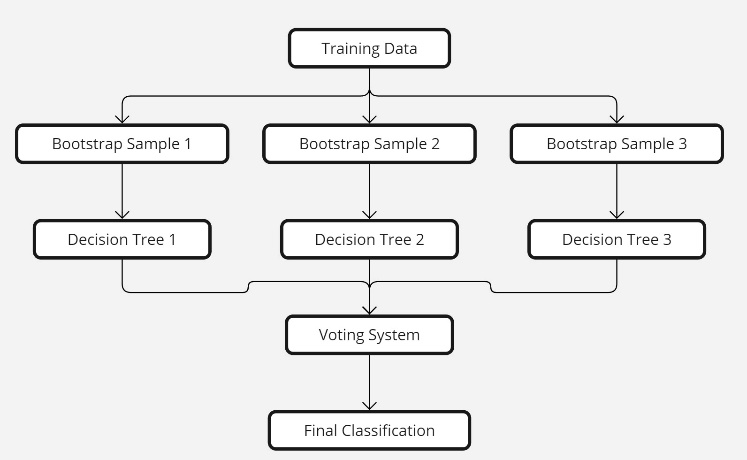 Training Data
Bootstrap Sample 1
Bootstrap Sample 2
Bootstrap Sample 3
Decision Tree 1
Decision Tree 2
Decision Tree 3
Voting System
Final Classification